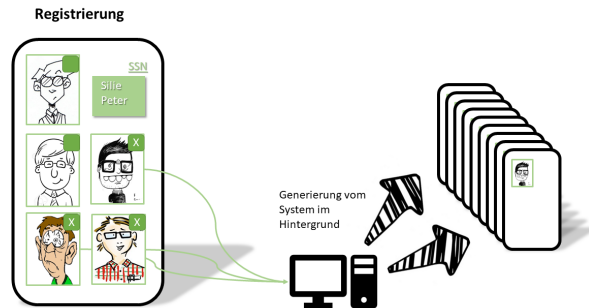 Registrierung
SSN
Silie
Peter
X
X
X
Generierung vom
System im
Hintergrund